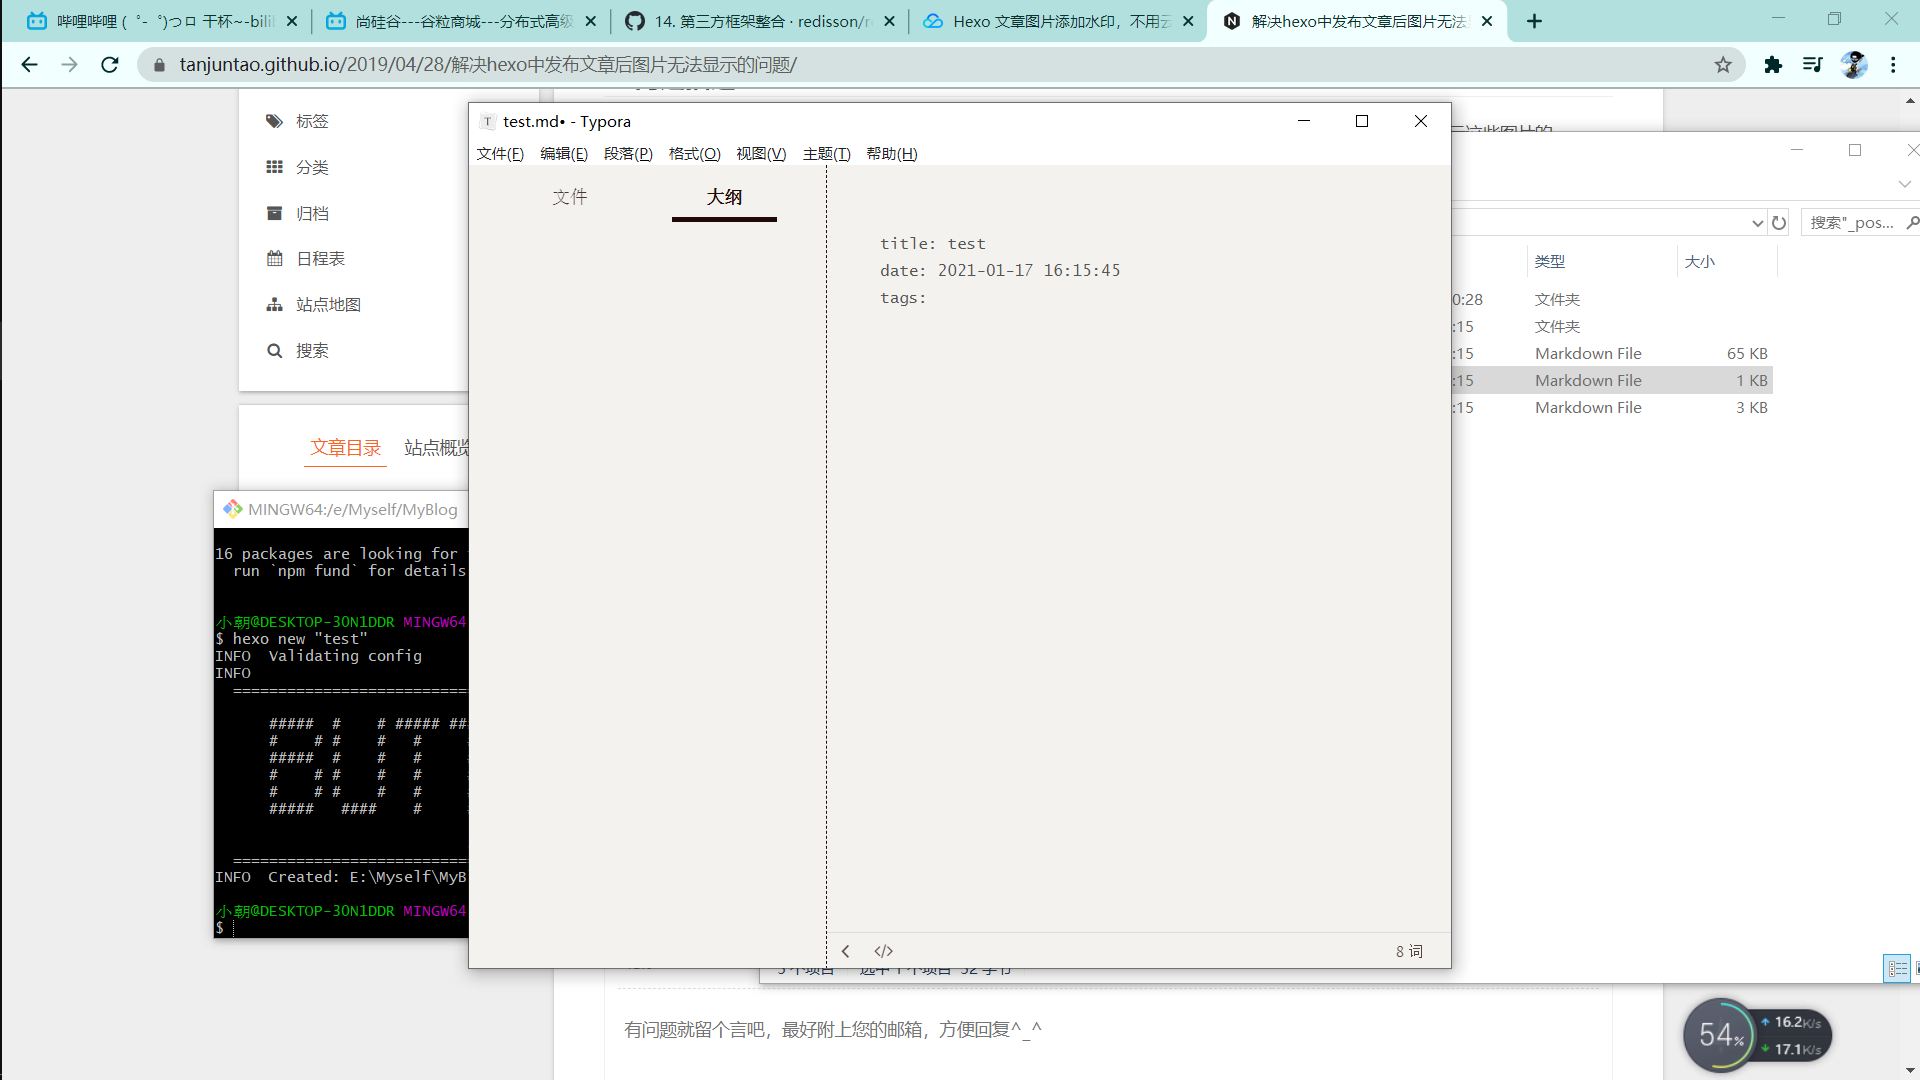 哔哩哔哩 (゜-゜)つロ 干杯~-bili
尚硅谷---谷粒商城---分布式高级
14. 第三方框架整合 · redisson/r
Hexo 文章图片添加水印，不用云
解决hexo中发布文章后图片无法
tanjuntao.github.io/2019/04/28/解决hexo中发布文章后图片无法显示的问题/
标签
分类
归档
日程表
站点地图
搜索
文章目录
站点概览
test.md• - Typora
文件(F) 编辑(E) 段落(P) 格式(O) 视图(V) 主题(T) 帮助(H)
文件
大纲
title: test
date: 2021-01-17 16:15:45
tags:
</>
8 词
搜索"_pos...
类型
大小
0:28 文件夹
:15 文件夹
:15 Markdown File 65 KB
:15 Markdown File 1 KB
:15 Markdown File 3 KB
MINGW64:/e/Myself/MyBlog
16 packages are looking for
run `npm fund` for details
小朝@DESKTOP-3ON1DDR MINGW64
$ hexo new "test"
INFO  Validating config
INFO
INFO  Created: E:\Myself\MyB
小朝@DESKTOP-3ON1DDR MINGW64
$
5 个项目 选中 1 个项目 52 字节
有问题就留个言吧，最好附上您的邮箱，方便回复^_^
54%
16.2K/s
17.1K/s